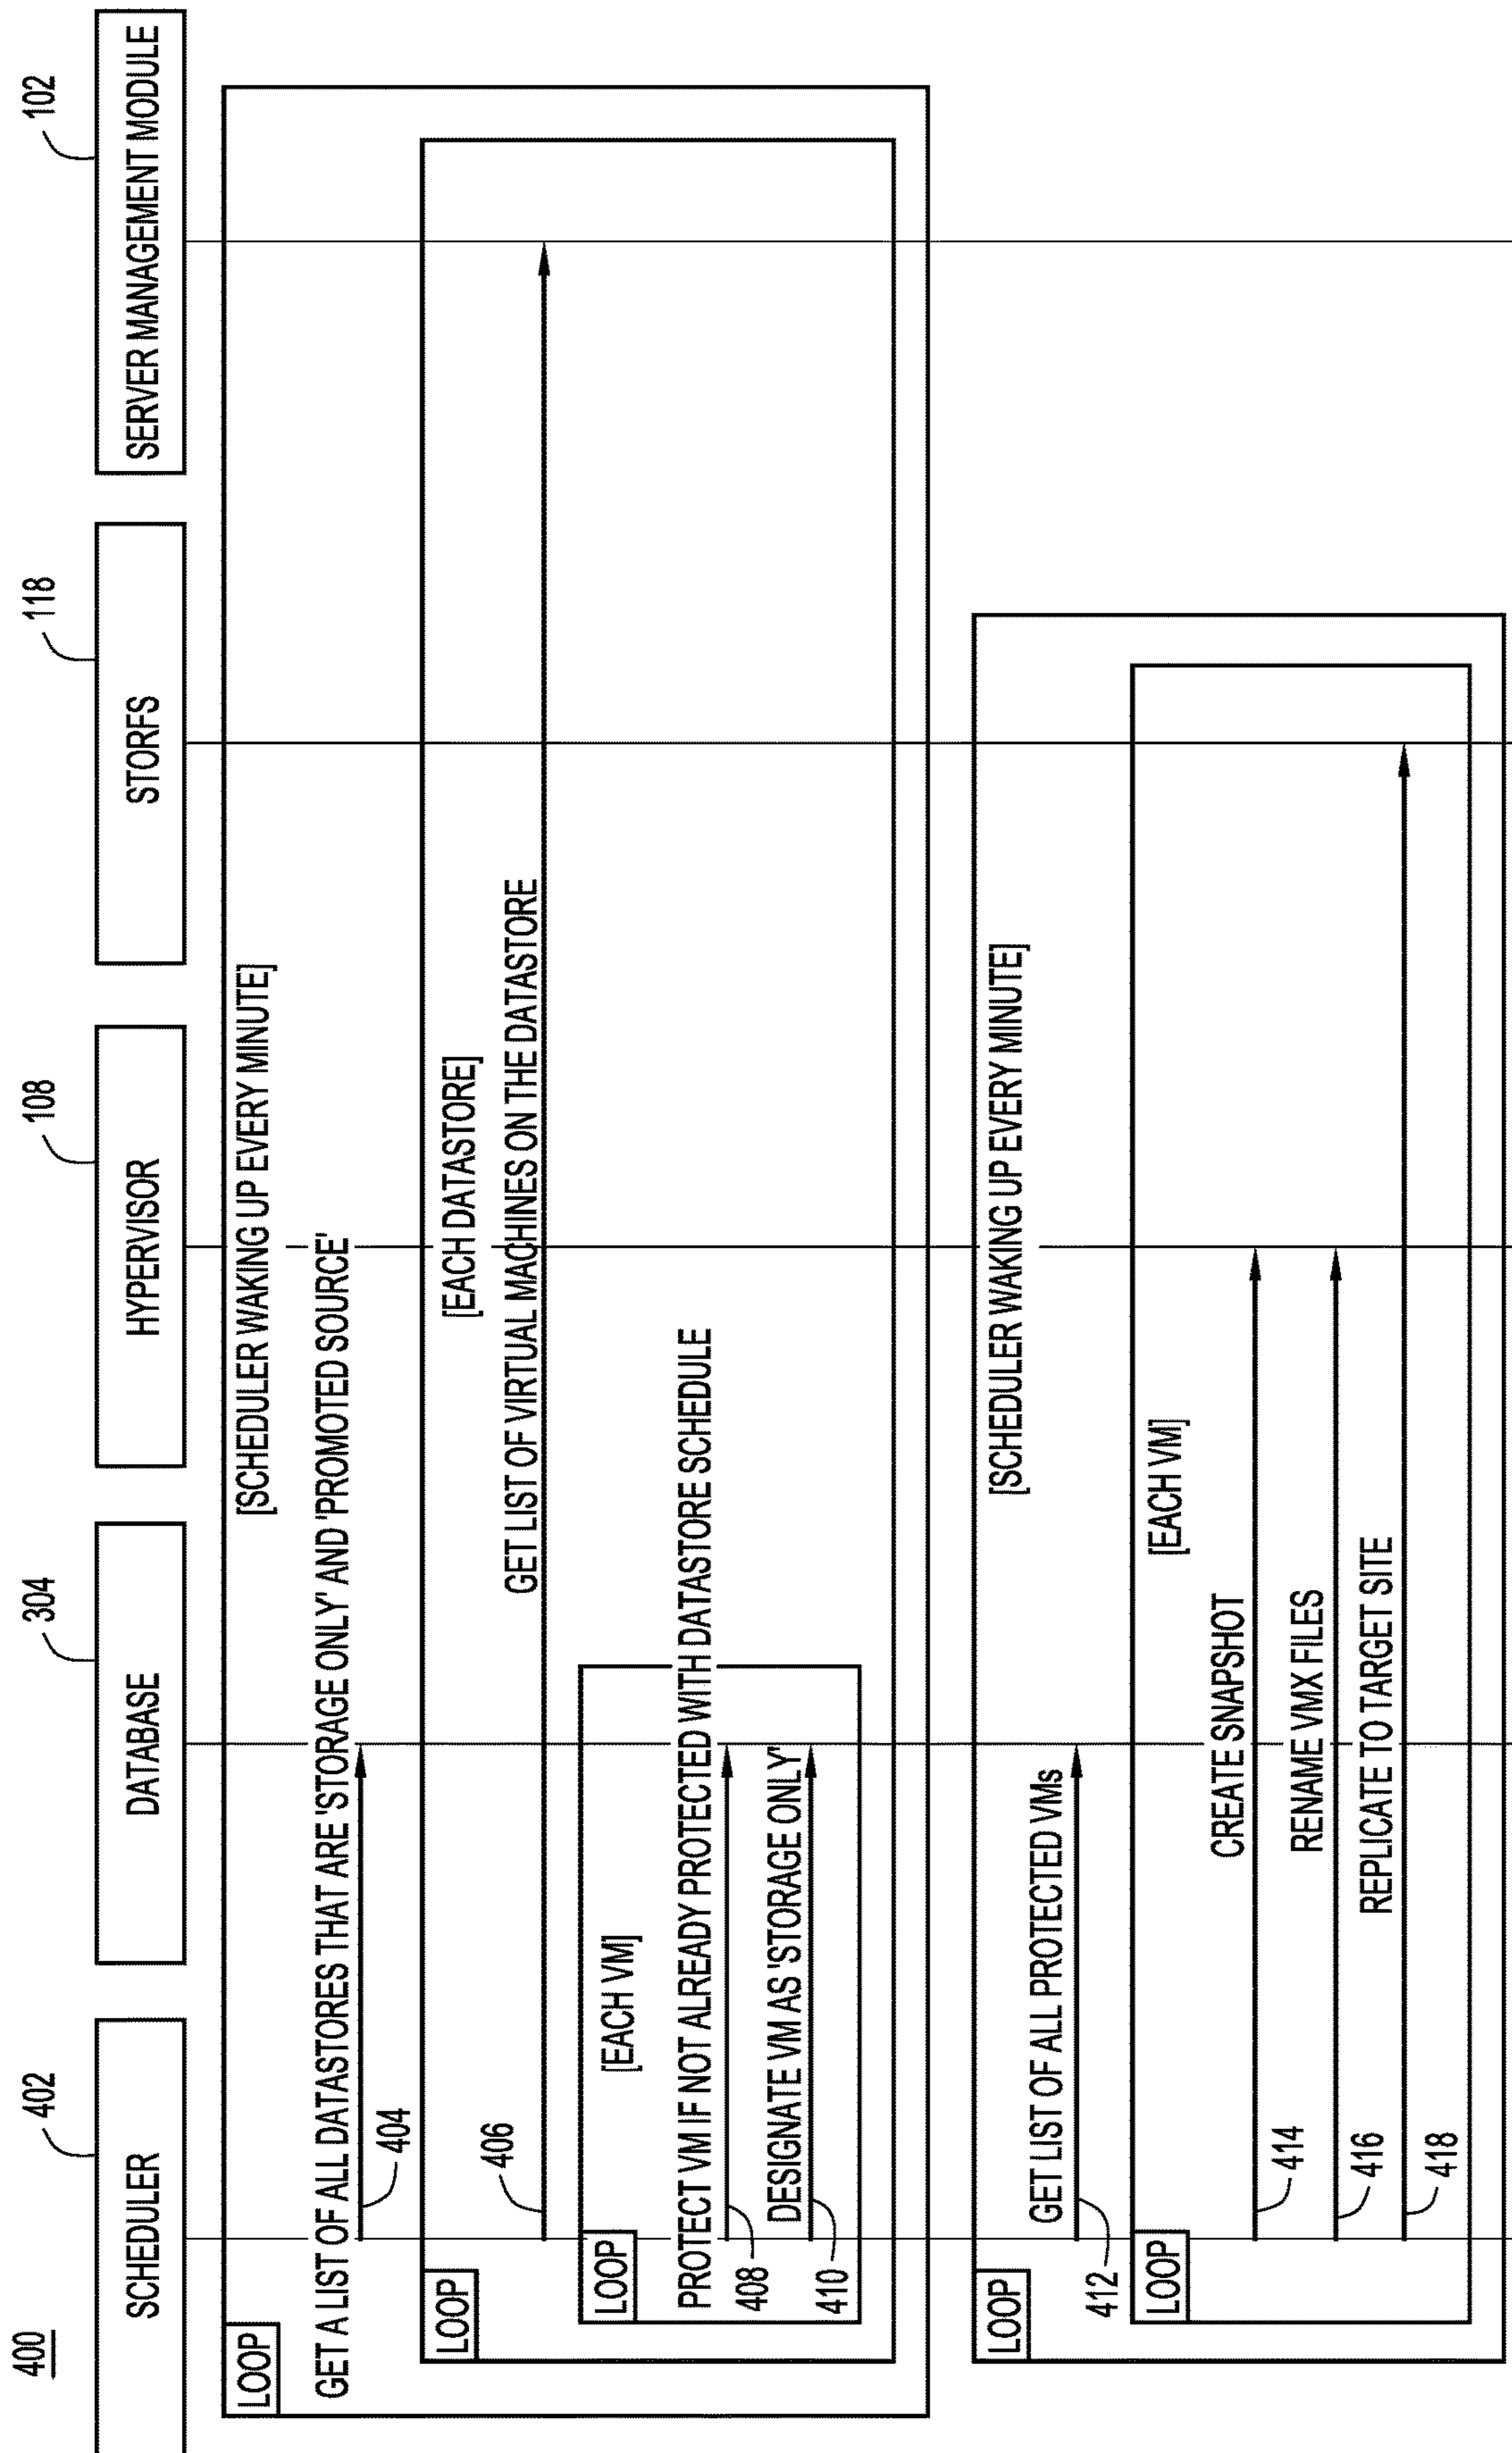 400
402
304
108
118
102
SCHEDULER
DATABASE
HYPERVISOR
STORFS
SERVER MANAGEMENT MODULE
LOOP
[SCHEDULER WAKING UP EVERY MINUTE]
GET A LIST OF ALL DATASTORES THAT ARE 'STORAGE ONLY' AND 'PROMOTED SOURCE'
404
LOOP
[EACH DATASTORE]
GET LIST OF VIRTUAL MACHINES ON THE DATASTORE
406
LOOP
[EACH VM]
PROTECT VM IF NOT ALREADY PROTECTED WITH DATASTORE SCHEDULE
408
DESIGNATE VM AS 'STORAGE ONLY'
410
LOOP
[SCHEDULER WAKING UP EVERY MINUTE]
GET LIST OF ALL PROTECTED VMs
412
LOOP
[EACH VM]
CREATE SNAPSHOT
414
RENAME VMX FILES
416
REPLICATE TO TARGET SITE
418